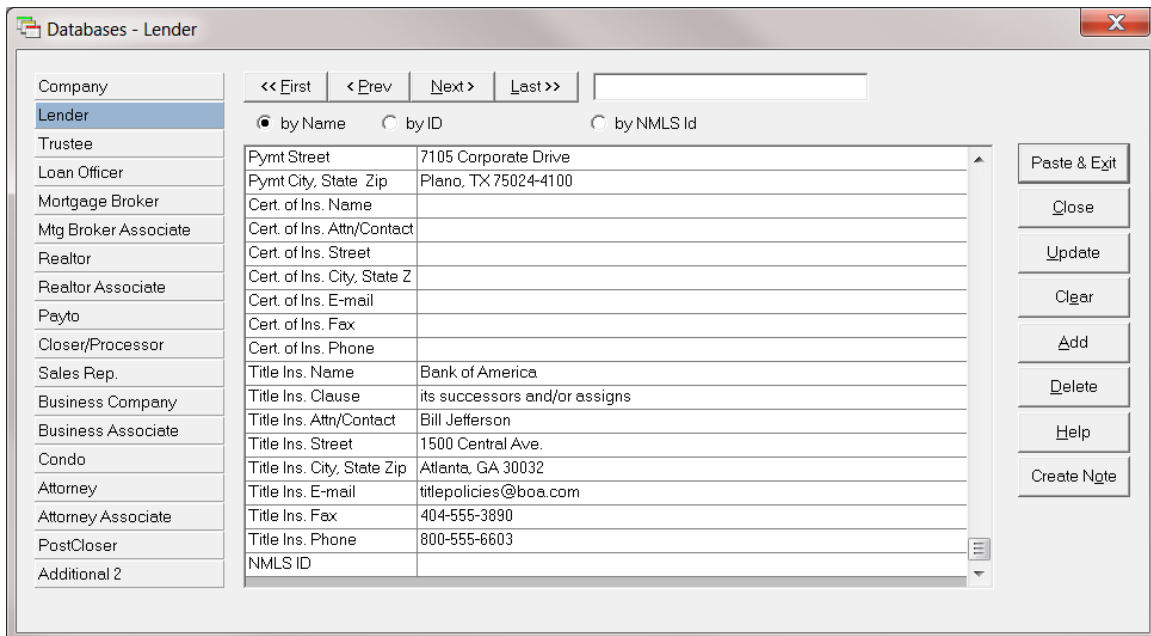 Databases - Lender
X
Company
Lender
Trustee
Loan Officer
Mortgage Broker
Mtg Broker Associate
Realtor
Realtor Associate
Payto
Closer/Processor
Sales Rep.
Business Company
Business Associate
Condo
Attorney
Attorney Associate
PostCloser
Additional 2
<< First < Prev Next > Last >>
by Name by ID by NMLS Id
Pymt Street 7105 Corporate Drive
Pymt City, State Zip Plano, TX 75024-4100
Cert. of Ins. Name
Cert. of Ins. Attn/Contact
Cert. of Ins. Street
Cert. of Ins. City, State Z
Cert. of Ins. E-mail
Cert. of Ins. Fax
Cert. of Ins. Phone
Title Ins. Name Bank of America
Title Ins. Clause its successors and/or assigns
Title Ins. Attn/Contact Bill Jefferson
Title Ins. Street 1500 Central Ave.
Title Ins. City, State Zip Atlanta, GA 30032
Title Ins. E-mail titlepolicies@boa.com
Title Ins. Fax 404-555-3890
Title Ins. Phone 800-555-6603
NMLS ID
Paste & Exit
Close
Update
Clear
Add
Delete
Help
Create Note